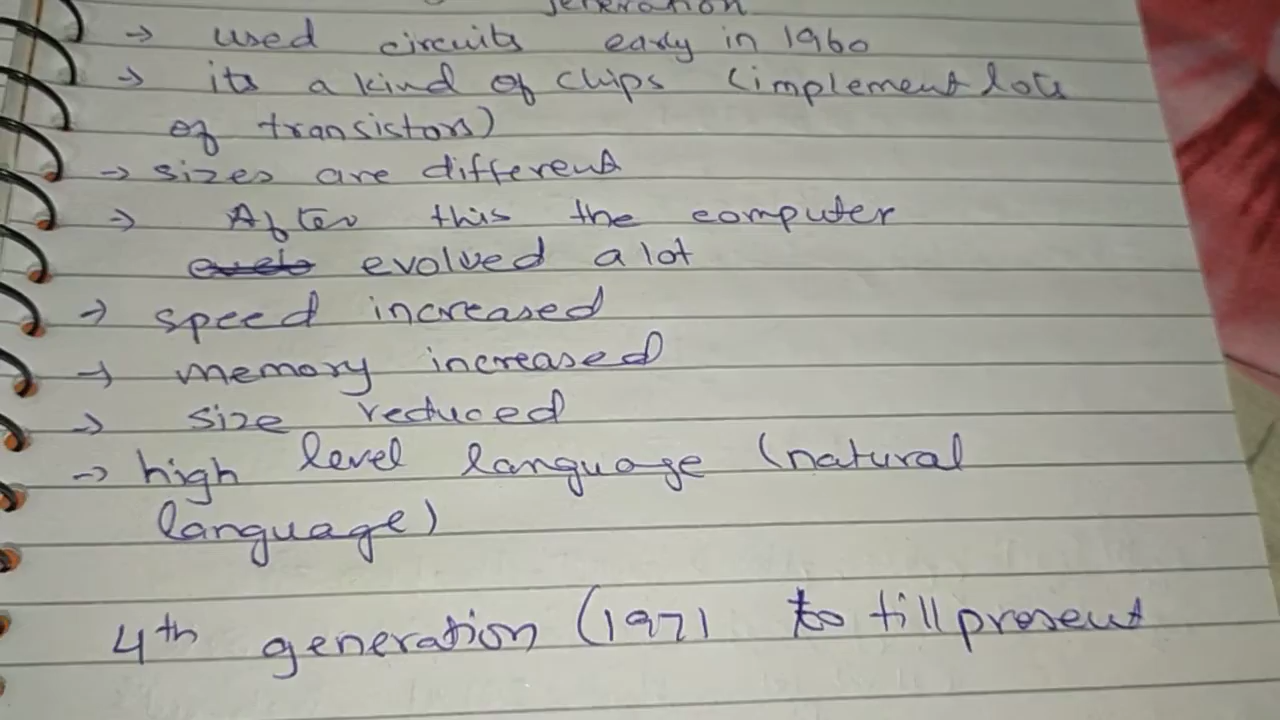 generation
→ used circuits early in 1960
→ its a kind of chips (implement lots
of transistors)
→ sizes are different
→ After this the computer
evolved a lot
→ speed increased
→ memory increased
→ size reduced
→ high level language (natural
language)
4th generation (1971 to till present